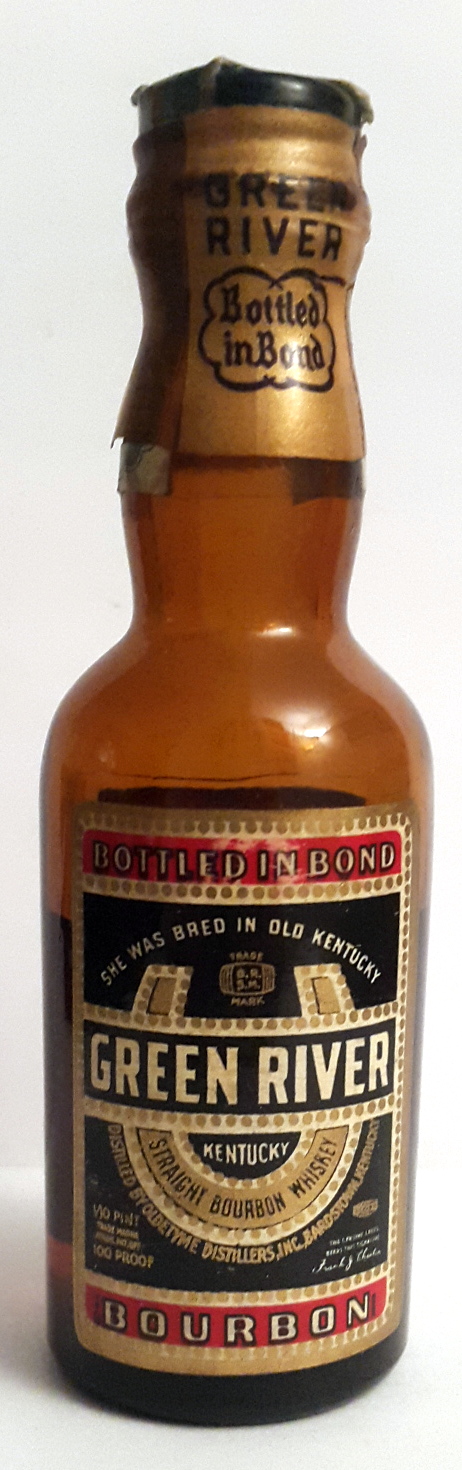 GREEN
RIVER
Bottled
in Bond
BOTTLED IN BOND
SHE WAS BRED IN OLD KENTUCKY
TRADE
G.R.
S.M.
MARK
GREEN RIVER
KENTUCKY
STRAIGHT BOURBON WHISKEY
DISTILLED BY OLDETYME DISTILLERS, INC., BARDSTOWN, KENTUCKY
1/10 PINT
100 PROOF
BOURBON